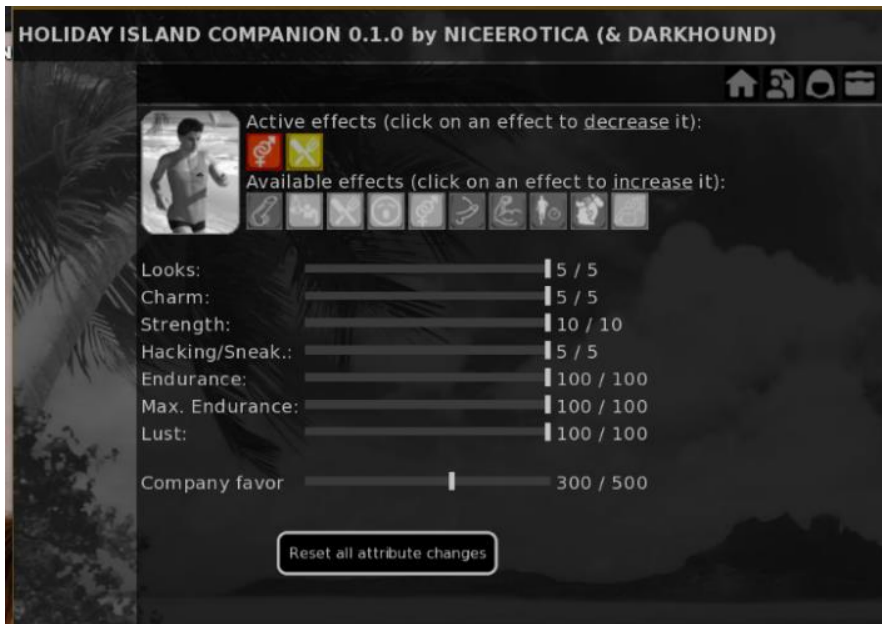 HOLIDAY ISLAND COMPANION 0.1.0 by NICEEROTICA (& DARKHOUND)
Active effects (click on an effect to decrease it):
Available effects (click on an effect to increase it):
Looks: 5 / 5
Charm: 5 / 5
Strength: 10 / 10
Hacking/Sneak.: 5 / 5
Endurance: 100 / 100
Max. Endurance: 100 / 100
Lust: 100 / 100
Company favor 300 / 500
Reset all attribute changes